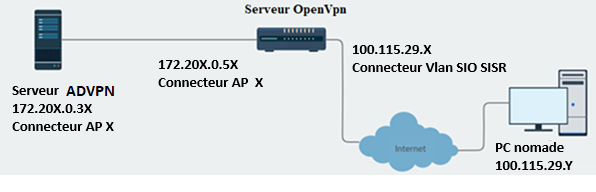 Serveur OpenVpn
172.20X.0.5X
Connecteur AP X
100.115.29.X
Connecteur Vlan SIO SISR
Serveur ADVPN
172.20X.0.3X
Connecteur AP X
Internet
PC nomade
100.115.29.Y